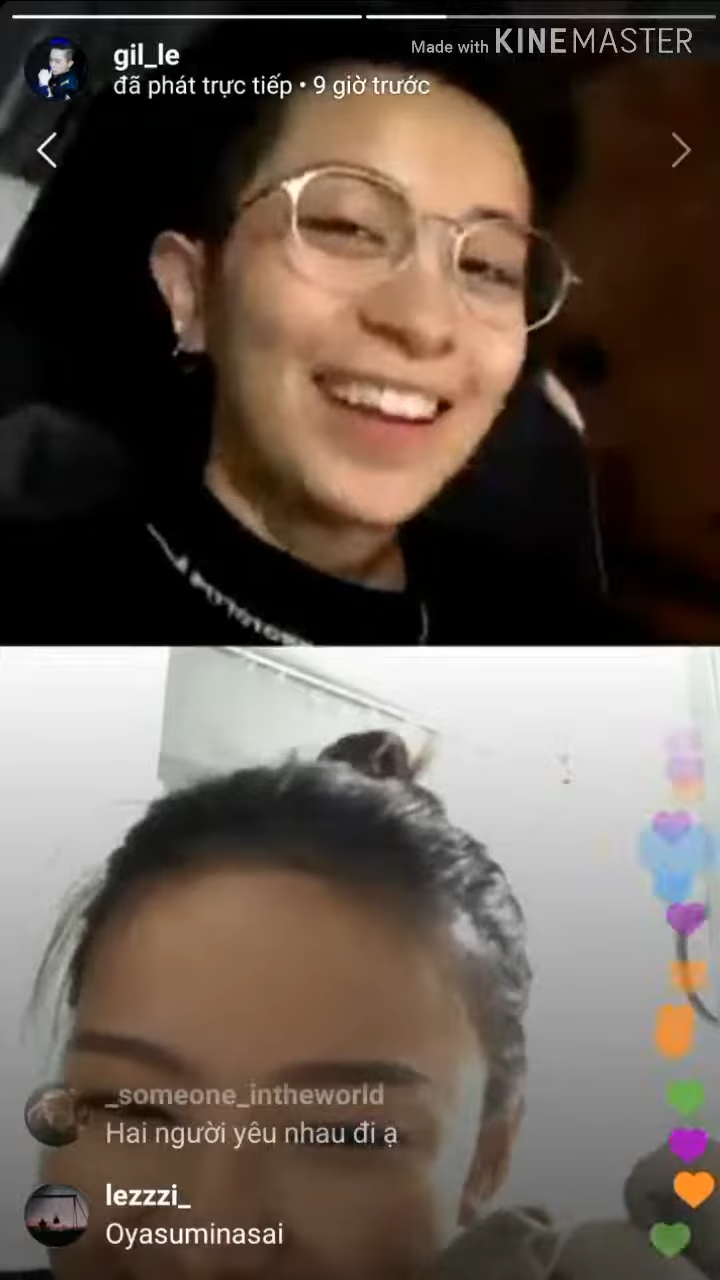 Made with KINEMASTER
gil_le
đã phát trực tiếp • 9 giờ trước
_someone_intheworld
Hai người yêu nhau đi ạ
lezzzi_
Oyasuminasai